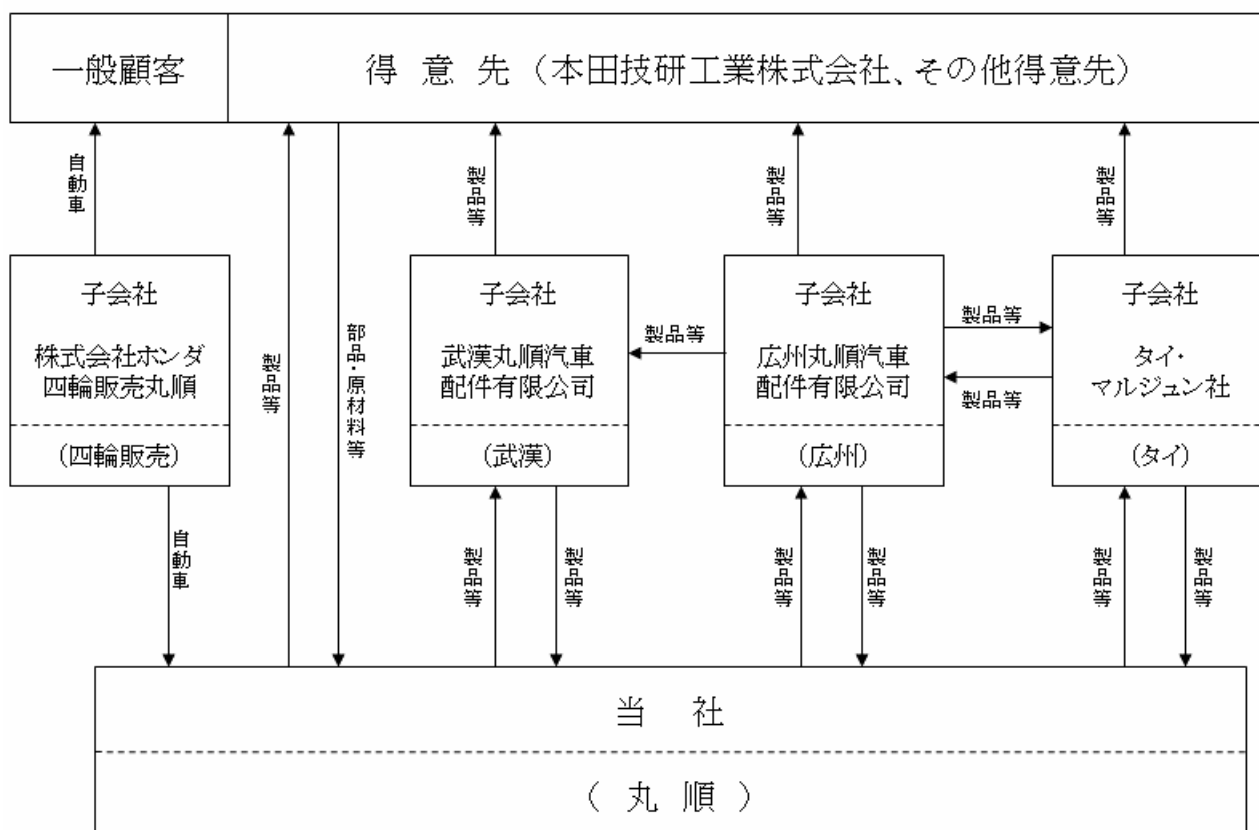 一般顧客
得意先（本田技研工業株式会社、その他得意先）
自動車
製品等
製品等
製品等
子会社
株式会社ホンダ
四輪販売丸順
（四輪販売）
製品等
部品・原材料等
子会社
武漢丸順汽車
配件有限公司
（武漢）
製品等
子会社
広州丸順汽車
配件有限公司
（広州）
製品等
製品等
子会社
タイ・
マルジュン社
（タイ）
自動車
製品等
製品等
製品等
製品等
製品等
製品等
当社
（丸順）